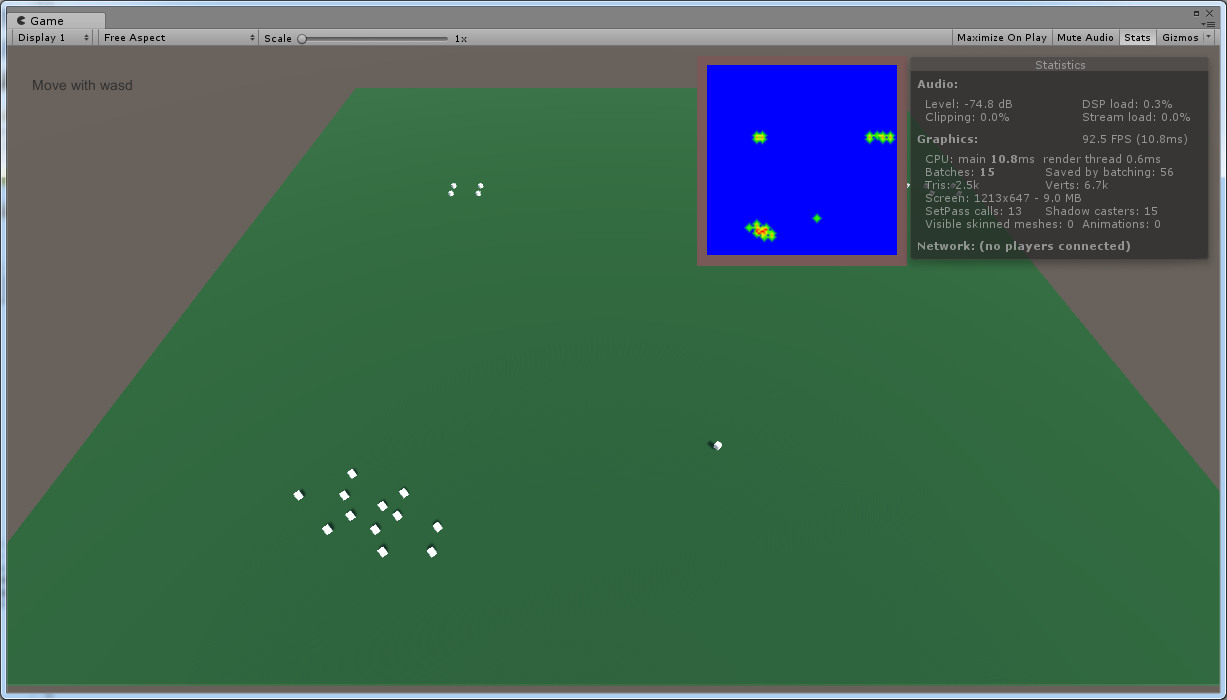 Game
Display 1
Free Aspect
Scale
1x
Maximize On Play
Mute Audio
Stats
Gizmos
Move with wasd
Statistics
Audio:
Level: -74.8 dB DSP load: 0.3%
Clipping: 0.0% Stream load: 0.0%
Graphics: 92.5 FPS (10.8ms)
CPU: main 10.8ms render thread 0.6ms
Batches: 15 Saved by batching: 56
Tris: 2.5k Verts: 6.7k
Screen: 1213x647 - 9.0 MB
SetPass calls: 13 Shadow casters: 15
Visible skinned meshes: 0 Animations: 0
Network: (no players connected)